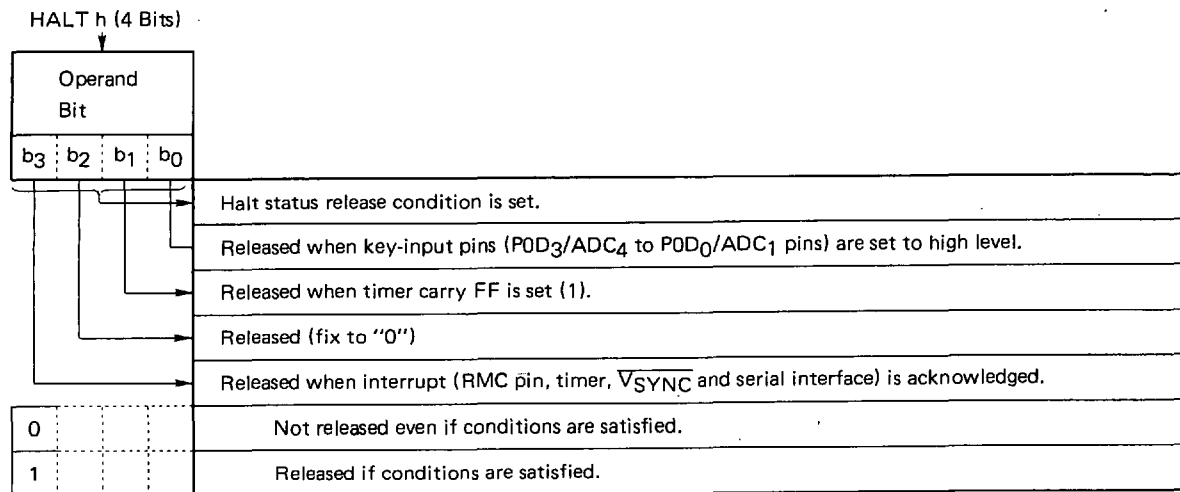 HALT h (4 Bits)
Operand
Bit
b3 b2 b1 b0
Halt status release condition is set.
Released when key-input pins (P0D3/ADC4 to P0D0/ADC1 pins) are set to high level.
Released when timer carry FF is set (1).
Released (fix to "0")
Released when interrupt (RMC pin, timer, VSYNC and serial interface) is acknowledged.
0 Not released even if conditions are satisfied.
1 Released if conditions are satisfied.